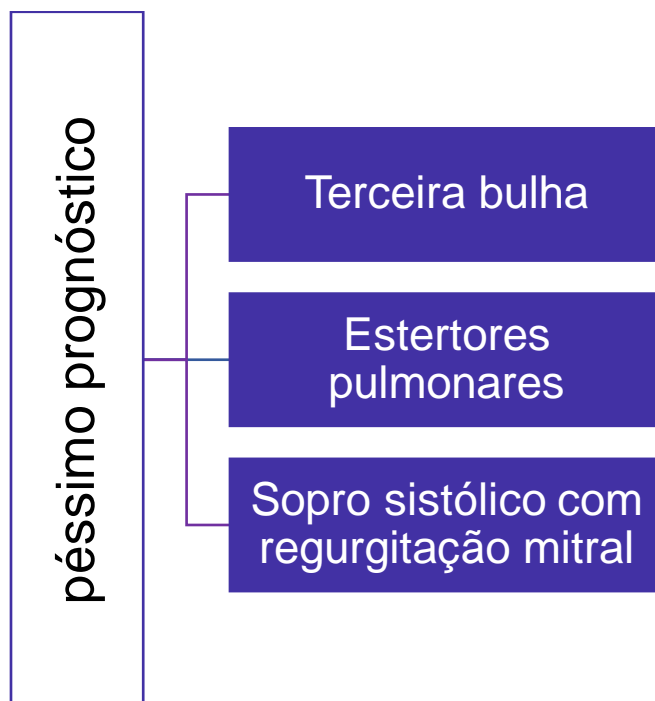 péssimo prognóstico
Terceira bulha
Estertores
pulmonares
Sopro sistólico com
regurgitação mitral